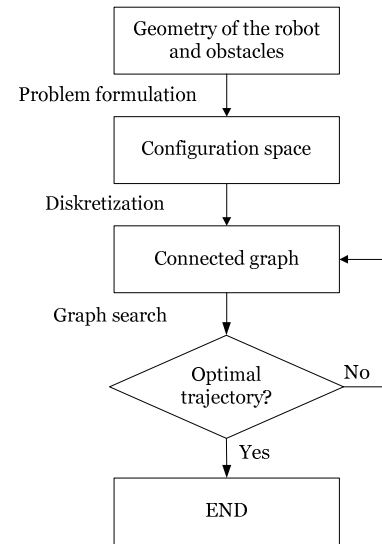 Geometry of the robot
and obstacles
Problem formulation
Configuration space
Diskretization
Connected graph
Graph search
Optimal
trajectory?
No
Yes
END